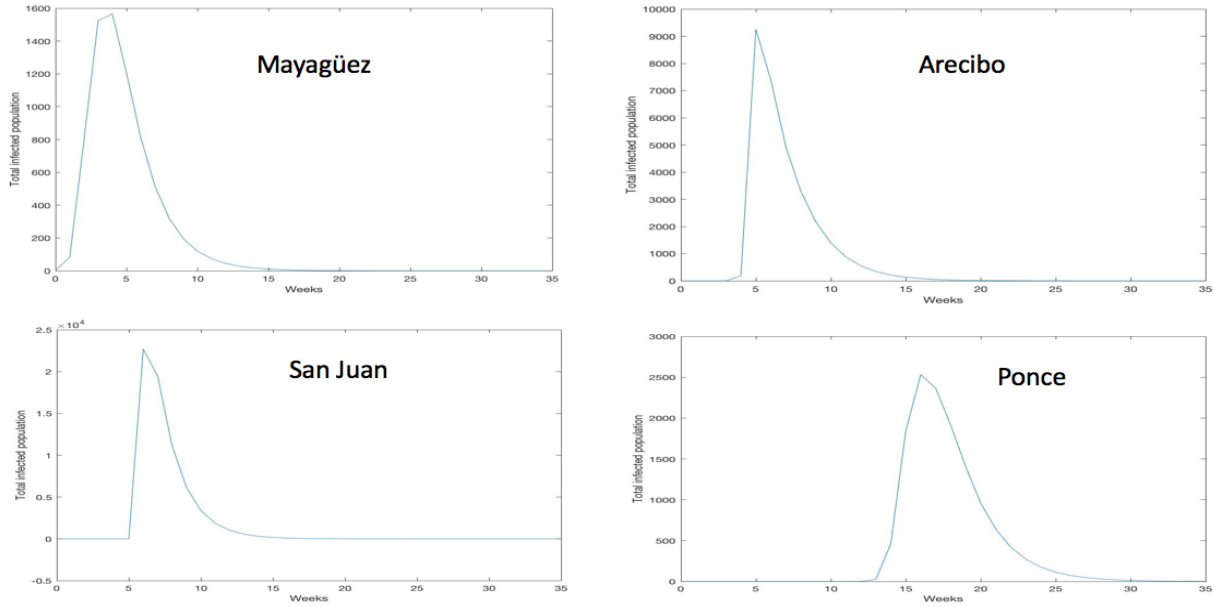 Mayagüez
1600
1400
1200
1000
800
600
400
200
0
Total infected population
0 5 10 15 20 25 30 35
Weeks
Arecibo
10000
9000
8000
7000
6000
5000
4000
3000
2000
1000
0
Total infected population
0 5 10 15 20 25 30 35
Weeks
San Juan
×10⁴
2.5
2
1.5
1
0.5
0
-0.5
Total infected population
0 5 10 15 20 25 30 35
Weeks
Ponce
3000
2500
2000
1500
1000
500
0
Total infected population
0 5 10 15 20 25 30 35
Weeks